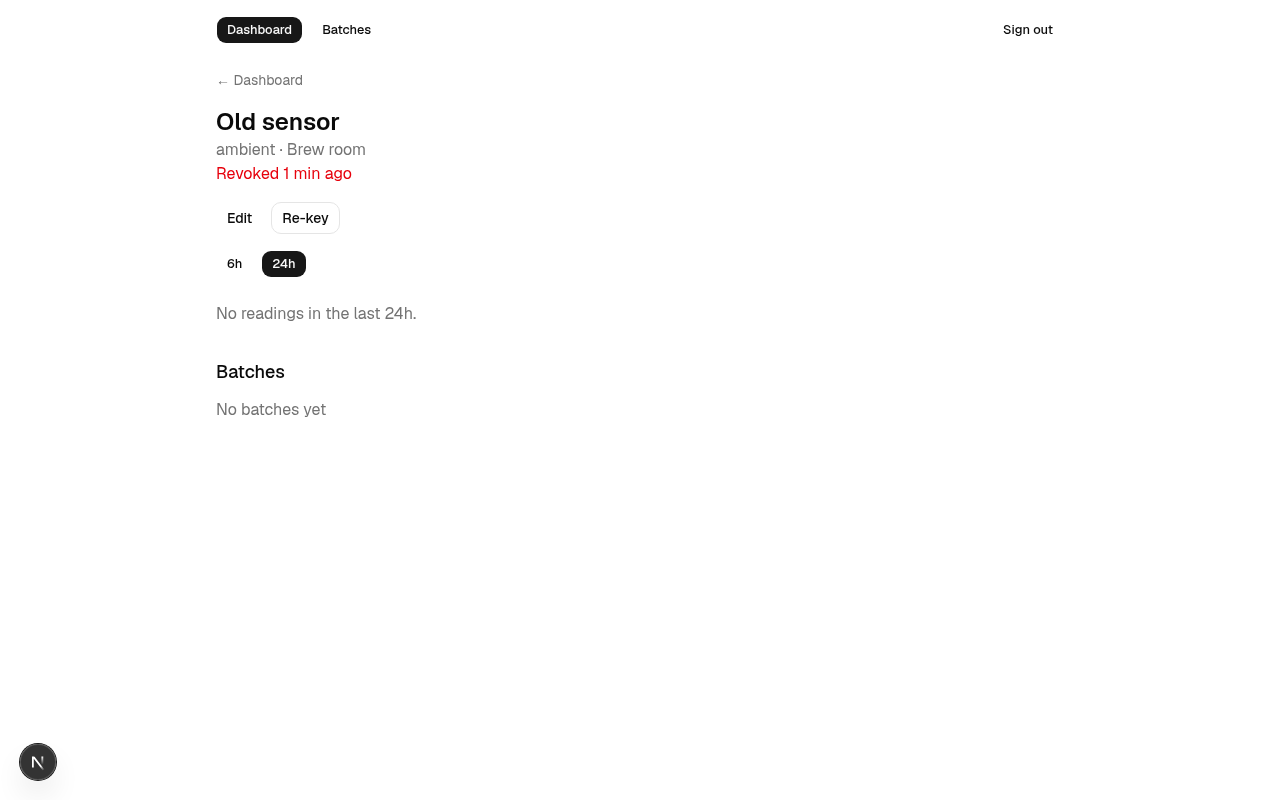 Dashboard Batches Sign out
← Dashboard
Old sensor
ambient · Brew room
Revoked 1 min ago
Edit Re-key
6h 24h
No readings in the last 24h.
Batches
No batches yet
N